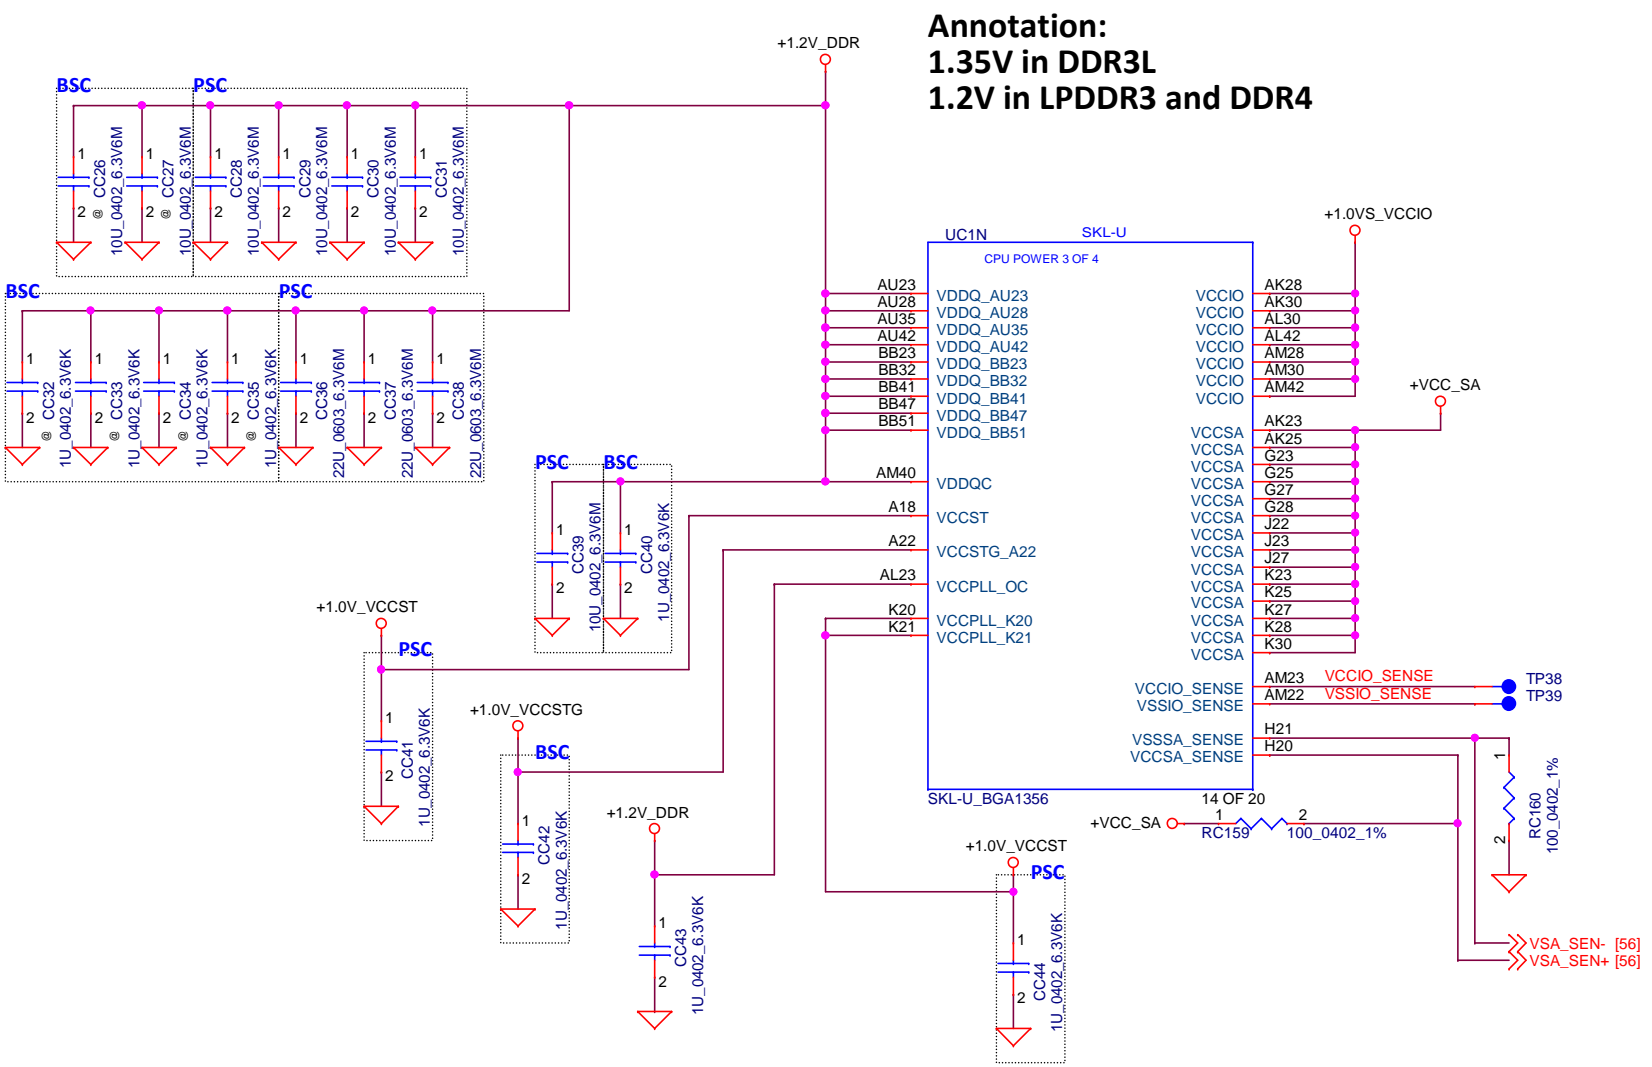 Annotation:
1.35V in DDR3L
1.2V in LPDDR3 and DDR4
+1.2V_DDR
BSC
PSC
1
2
@
CC26
10U_0402_6.3V6M
1
2
@
CC27
10U_0402_6.3V6M
1
2
CC28
10U_0402_6.3V6M
1
2
CC29
10U_0402_6.3V6M
1
2
CC30
10U_0402_6.3V6M
1
2
CC31
10U_0402_6.3V6M
BSC
PSC
1
2
@
CC32
1U_0402_6.3V6K
1
2
@
CC33
1U_0402_6.3V6K
1
2
@
CC34
1U_0402_6.3V6K
1
2
@
CC35
1U_0402_6.3V6K
1
2
CC36
22U_0603_6.3V6M
1
2
CC37
22U_0603_6.3V6M
1
2
CC38
22U_0603_6.3V6M
PSC
BSC
1
2
CC39
10U_0402_6.3V6M
1
2
CC40
1U_0402_6.3V6K
+1.0V_VCCST
PSC
1
2
CC41
1U_0402_6.3V6K
+1.0V_VCCSTG
BSC
1
2
CC42
1U_0402_6.3V6K
+1.2V_DDR
1
2
CC43
1U_0402_6.3V6K
+1.0V_VCCST
PSC
1
2
CC44
1U_0402_6.3V6K
UC1N
SKL-U
CPU POWER 3 OF 4
AU23 VDDQ_AU23
AU28 VDDQ_AU28
AU35 VDDQ_AU35
AU42 VDDQ_AU42
BB23 VDDQ_BB23
BB32 VDDQ_BB32
BB41 VDDQ_BB41
BB47 VDDQ_BB47
BB51 VDDQ_BB51
AM40 VDDQC
A18 VCCST
A22 VCCSTG_A22
AL23 VCCPLL_OC
K20 VCCPLL_K20
K21 VCCPLL_K21
+1.0VS_VCCIO
VCCIO AK28
VCCIO AK30
VCCIO AL30
VCCIO AL42
VCCIO AM28
VCCIO AM30
VCCIO AM42
+VCC_SA
VCCSA AK23
VCCSA AK25
VCCSA G23
VCCSA G25
VCCSA G27
VCCSA G28
VCCSA J22
VCCSA J23
VCCSA J27
VCCSA K23
VCCSA K25
VCCSA K27
VCCSA K28
VCCSA K30
VCCIO_SENSE AM23 VCCIO_SENSE TP38
VSSIO_SENSE AM22 VSSIO_SENSE TP39
VSSSA_SENSE H21
VCCSA_SENSE H20
SKL-U_BGA1356
14 OF 20
+VCC_SA
1
2
RC159
100_0402_1%
1
2
RC160
100_0402_1%
VSA_SEN- [56]
VSA_SEN+ [56]